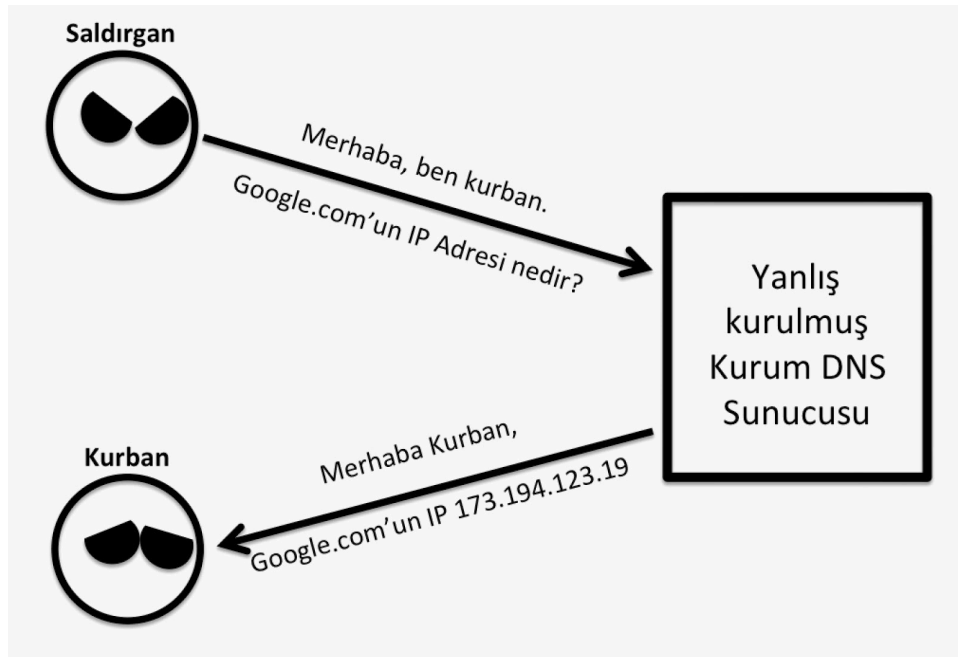 Saldırgan
Merhaba, ben kurban.
Google.com’un IP Adresi nedir?
Yanlış
kurulmuş
Kurum DNS
Sunucusu
Merhaba Kurban,
Google.com’un IP 173.194.123.19
Kurban